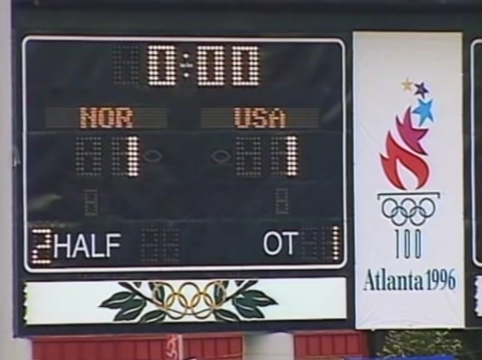 0:00
NOR USA
1 1
2 HALF OT 1
100
Atlanta 1996